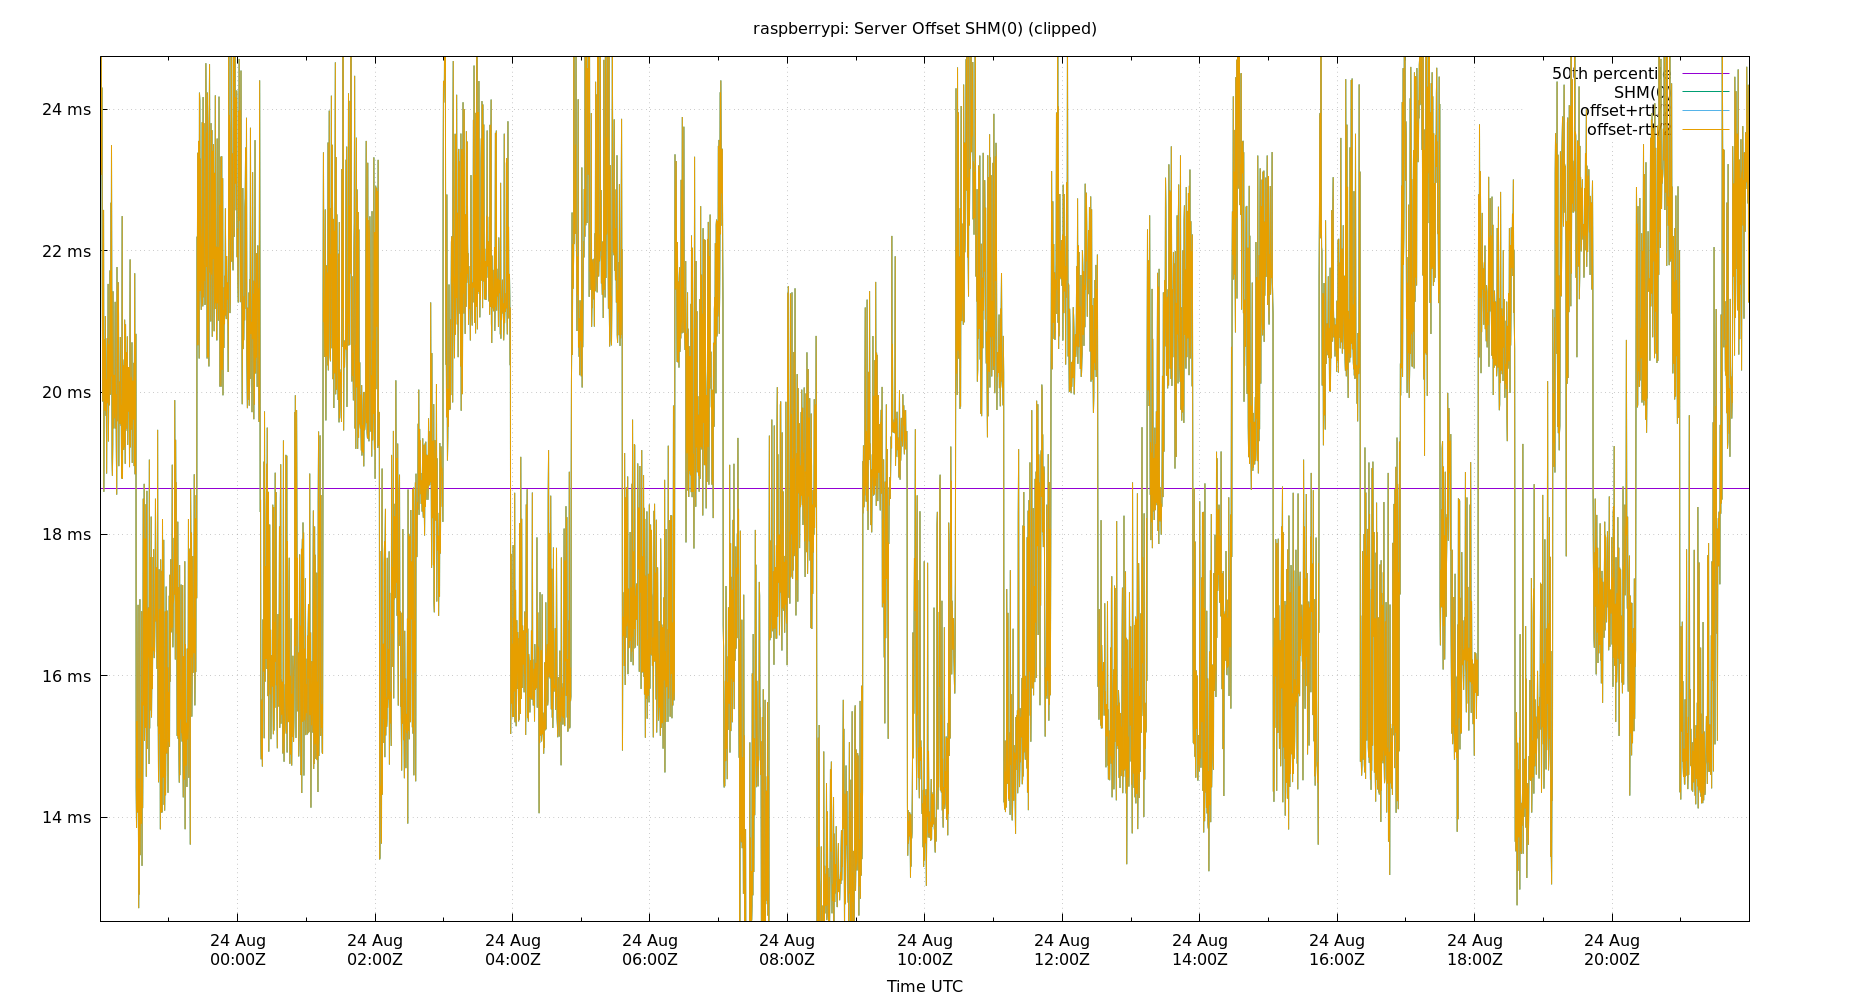 raspberrypi: Server Offset SHM(0) (clipped)
50th percentile
SHM(0)
offset+rtt/2
offset-rtt/2
24 ms
22 ms
20 ms
18 ms
16 ms
14 ms
24 Aug 24 Aug 24 Aug 24 Aug 24 Aug 24 Aug 24 Aug 24 Aug 24 Aug 24 Aug 24 Aug
00:00Z 02:00Z 04:00Z 06:00Z 08:00Z 10:00Z 12:00Z 14:00Z 16:00Z 18:00Z 20:00Z
Time UTC